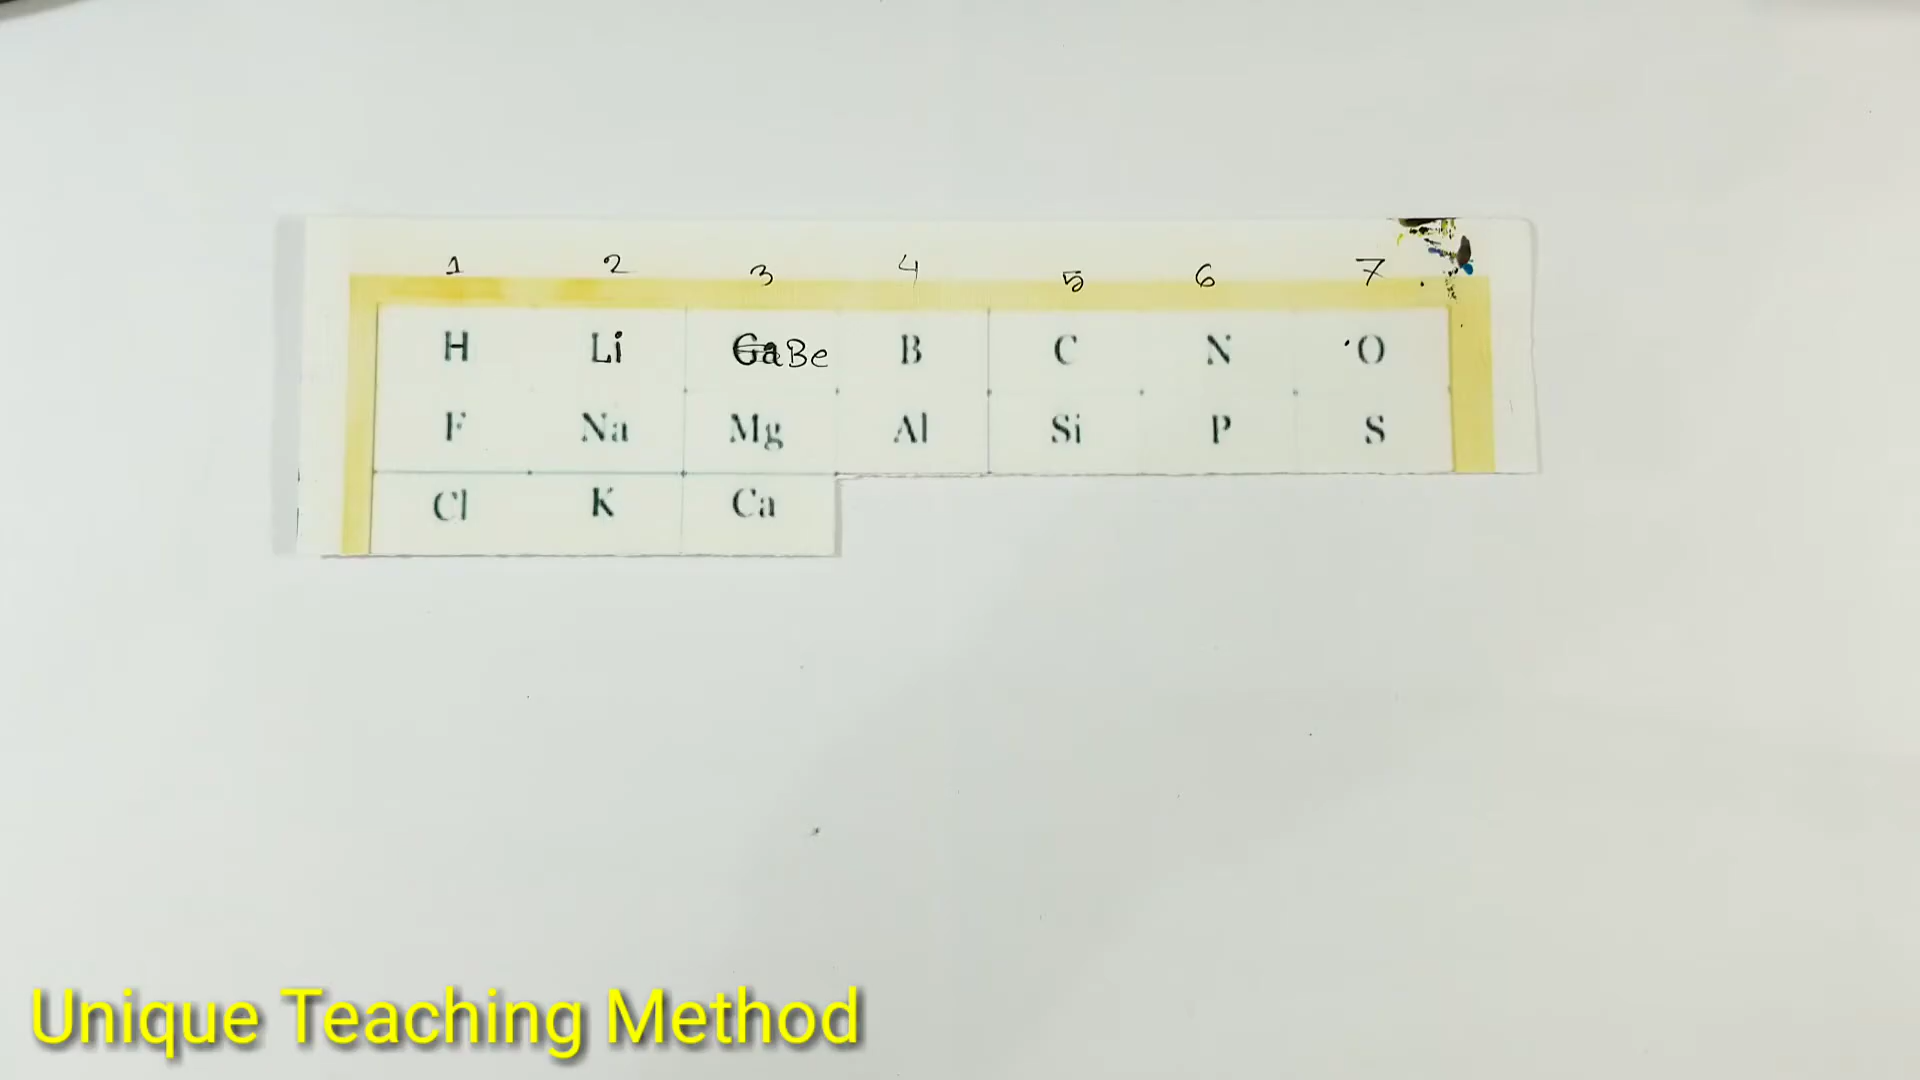 1 2 3 4 5 6 7
H Li Ga Be B C N O
F Na Mg Al Si P S
Cl K Ca
Unique Teaching Method